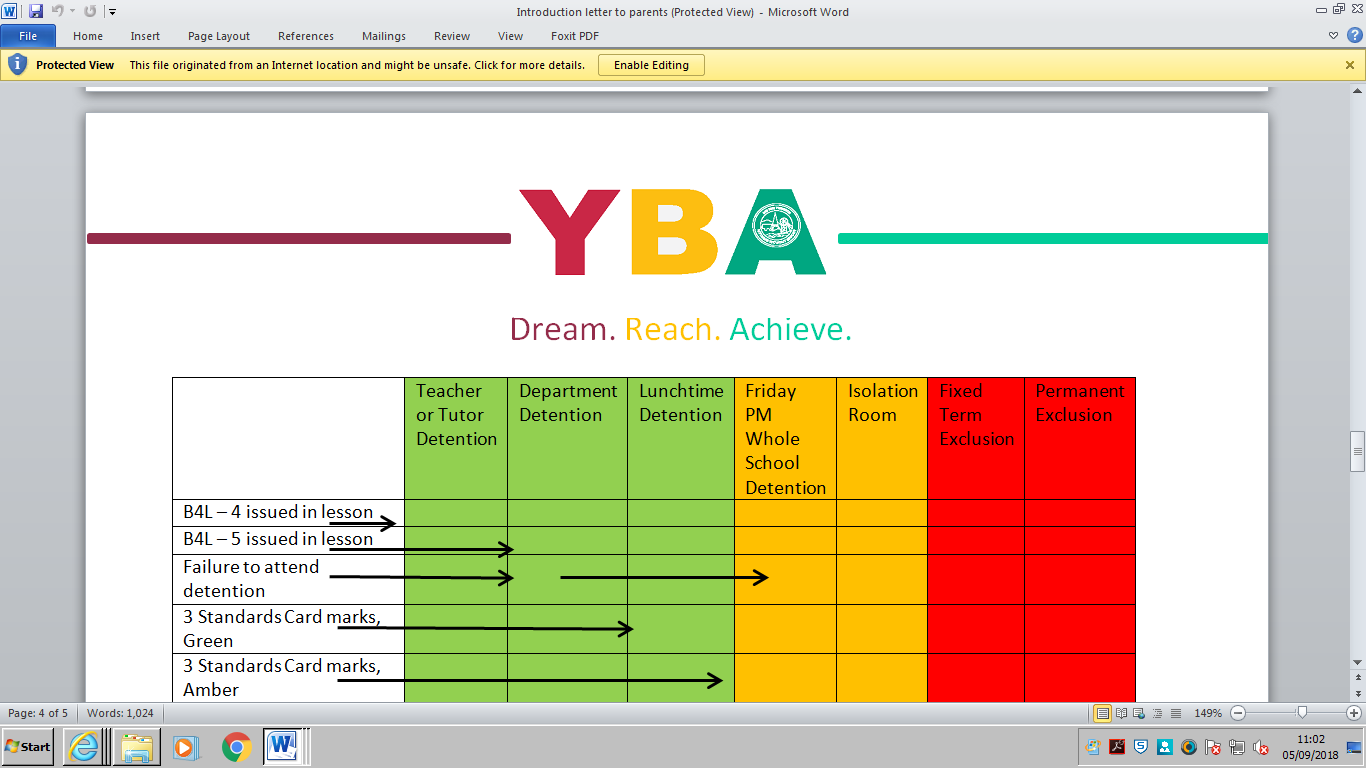 Introduction letter to parents (Protected View) - Microsoft Word
File Home Insert Page Layout References Mailings Review View Foxit PDF
Protected View This file originated from an Internet location and might be unsafe. Click for more details. Enable Editing
YBA
Dream. Reach. Achieve.
Teacher or Tutor Detention
Department Detention
Lunchtime Detention
Friday PM Whole School Detention
Isolation Room
Fixed Term Exclusion
Permanent Exclusion
B4L – 4 issued in lesson
B4L – 5 issued in lesson
Failure to attend
detention
3 Standards Card marks,
Green
3 Standards Card marks,
Amber
Page: 4 of 5 Words: 1,024 149%
Start 11:02
05/09/2018